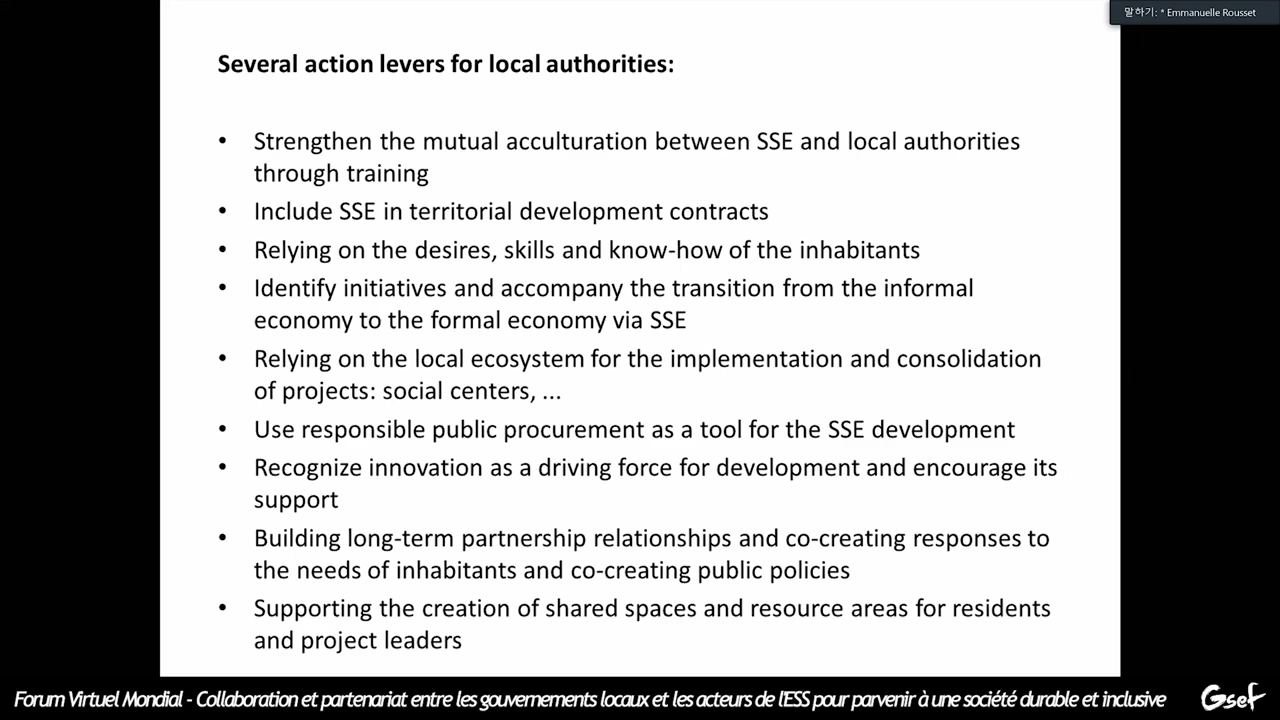 말하기: * Emmanuelle Rousset
Several action levers for local authorities:
• Strengthen the mutual acculturation between SSE and local authorities
through training
• Include SSE in territorial development contracts
• Relying on the desires, skills and know-how of the inhabitants
• Identify initiatives and accompany the transition from the informal
economy to the formal economy via SSE
• Relying on the local ecosystem for the implementation and consolidation
of projects: social centers, ...
• Use responsible public procurement as a tool for the SSE development
• Recognize innovation as a driving force for development and encourage its
support
• Building long-term partnership relationships and co-creating responses to
the needs of inhabitants and co-creating public policies
• Supporting the creation of shared spaces and resource areas for residents
and project leaders
Forum Virtuel Mondial - Collaboration et partenariat entre les gouvernements locaux et les acteurs de l'ESS pour parvenir à une société durable et inclusive
Gsef